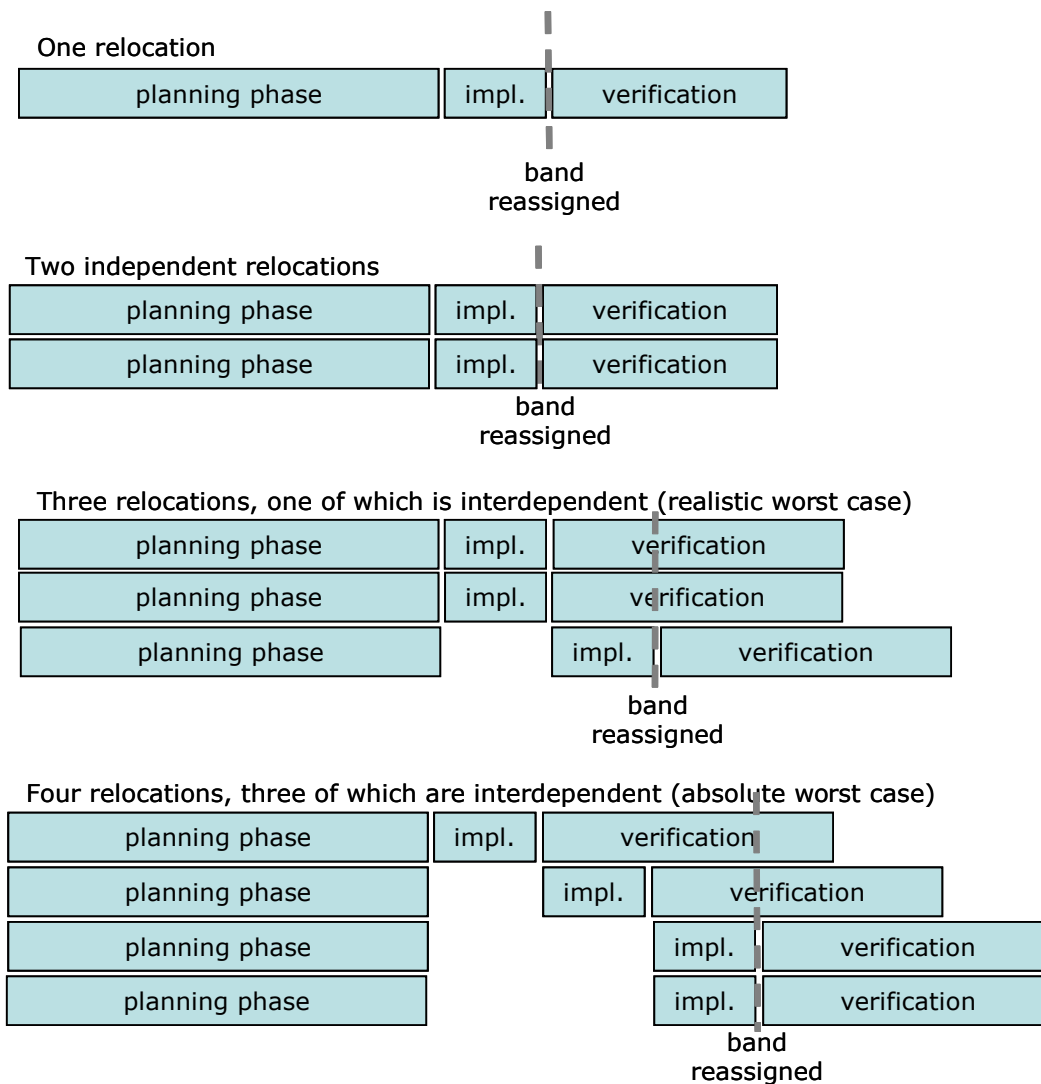 One relocation
planning phase impl. verification
band
reassigned
Two independent relocations
planning phase impl. verification
planning phase impl. verification
band
reassigned
Three relocations, one of which is interdependent (realistic worst case)
planning phase impl. verification
planning phase impl. verification
planning phase impl. verification
band
reassigned
Four relocations, three of which are interdependent (absolute worst case)
planning phase impl. verification
planning phase impl. verification
planning phase impl. verification
planning phase impl. verification
band
reassigned